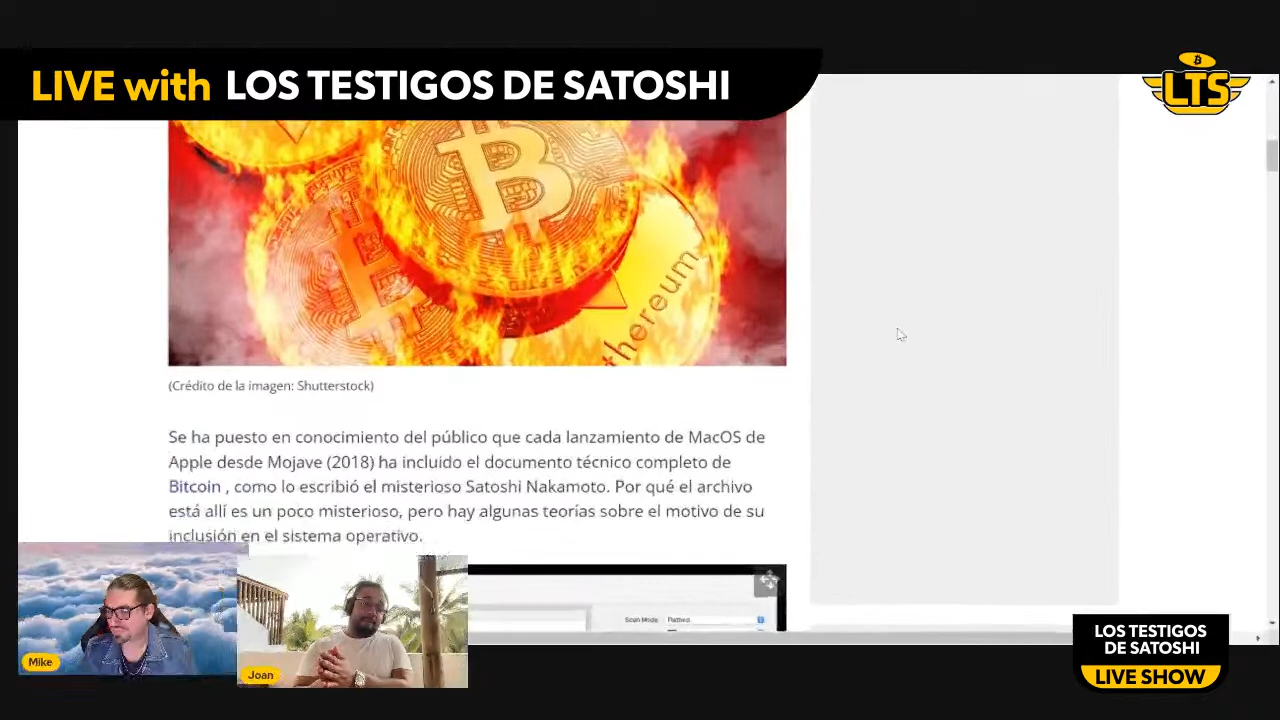 LIVE with LOS TESTIGOS DE SATOSHI
LTS
thereum
(Crédito de la imagen: Shutterstock)
Se ha puesto en conocimiento del público que cada lanzamiento de MacOS de
Apple desde Mojave (2018) ha incluido el documento técnico completo de
Bitcoin , como lo escribió el misterioso Satoshi Nakamoto. Por qué el archivo
está allí es un poco misterioso, pero hay algunas teorías sobre el motivo de su
inclusión en el sistema operativo.
Scan Mode: Flatbed
Mike
Joan
LOS TESTIGOS
DE SATOSHI
LIVE SHOW